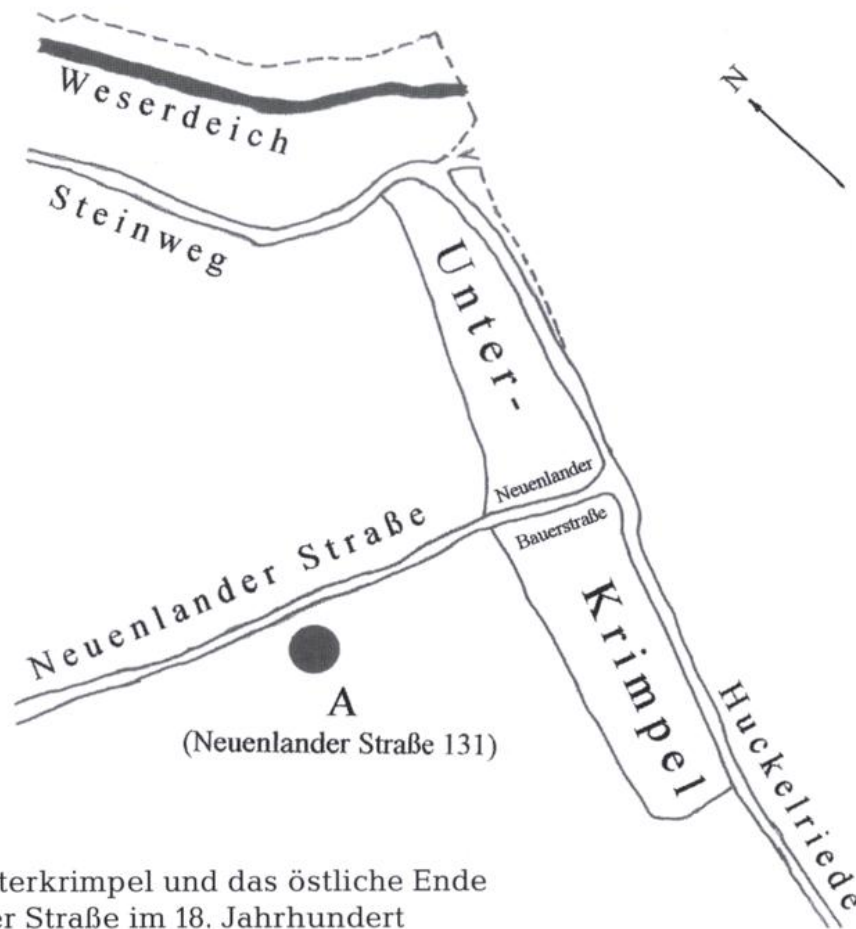 N
Weserdeich
Steinweg
Unter-
Neuenlander
Bauerstraße
Neuenlander Straße
Krimpel
A
(Neuenlander Straße 131)
Huckelriede
terkrimpel und das östliche Ende
er Straße im 18. Jahrhundert